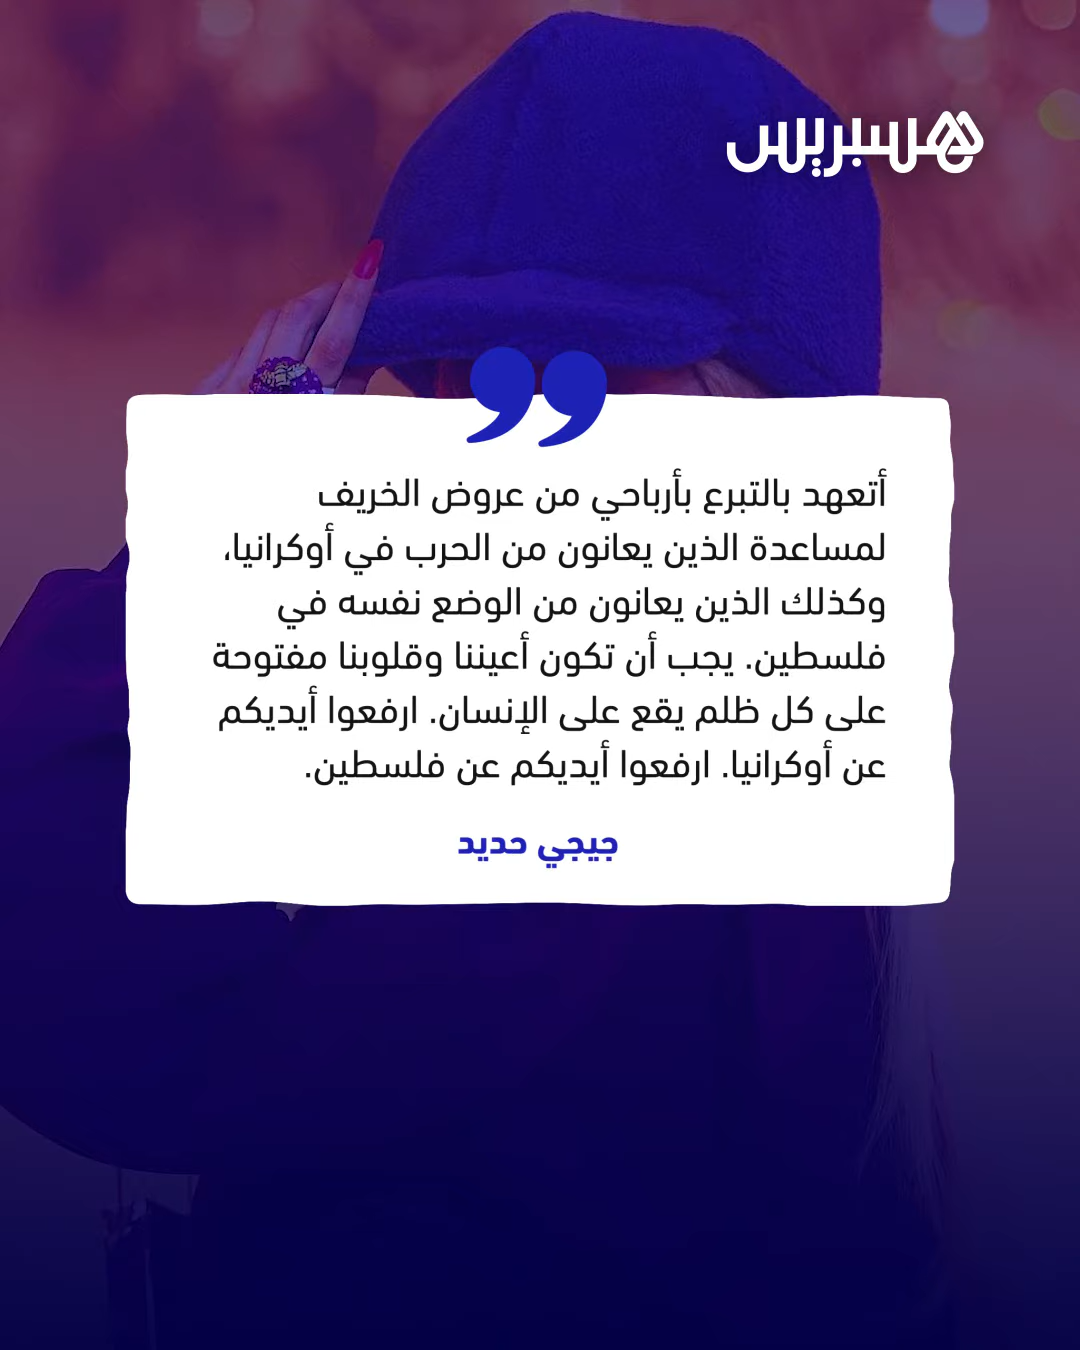 هسبريس
أتعهد بالتبرع بأرباحي من عروض الخريف
لمساعدة الذين يعانون من الحرب في أوكرانيا،
وكذلك الذين يعانون من الوضع نفسه في
فلسطين. يجب أن تكون أعيننا وقلوبنا مفتوحة
على كل ظلم يقع على الإنسان. ارفعوا أيديكم
عن أوكرانيا. ارفعوا أيديكم عن فلسطين.
جيجي حديد